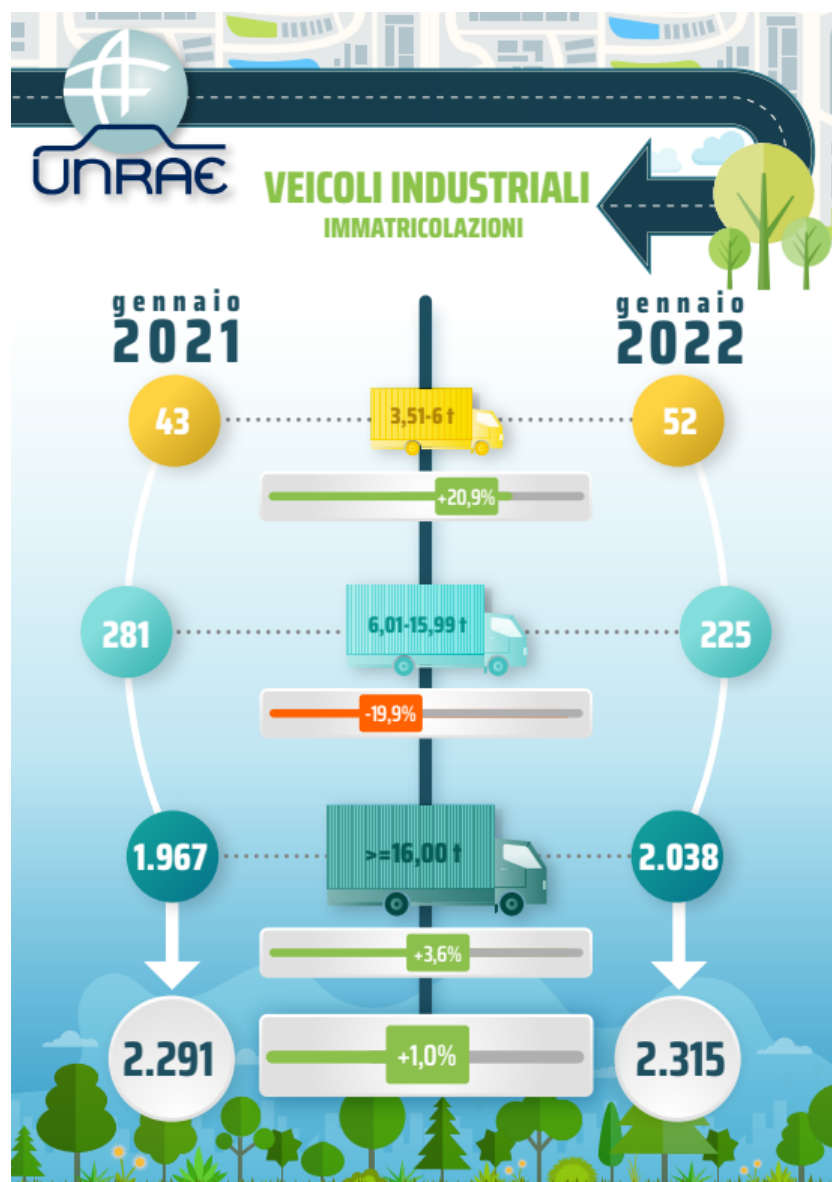 UNRAE
VEICOLI INDUSTRIALI
IMMATRICOLAZIONI
gennaio
2021
gennaio
2022
43
3,51-6 t
52
+20,9%
281
6,01-15,99 t
225
-19,9%
1.967
>=16,00 t
2.038
+3,6%
2.291
+1,0%
2.315